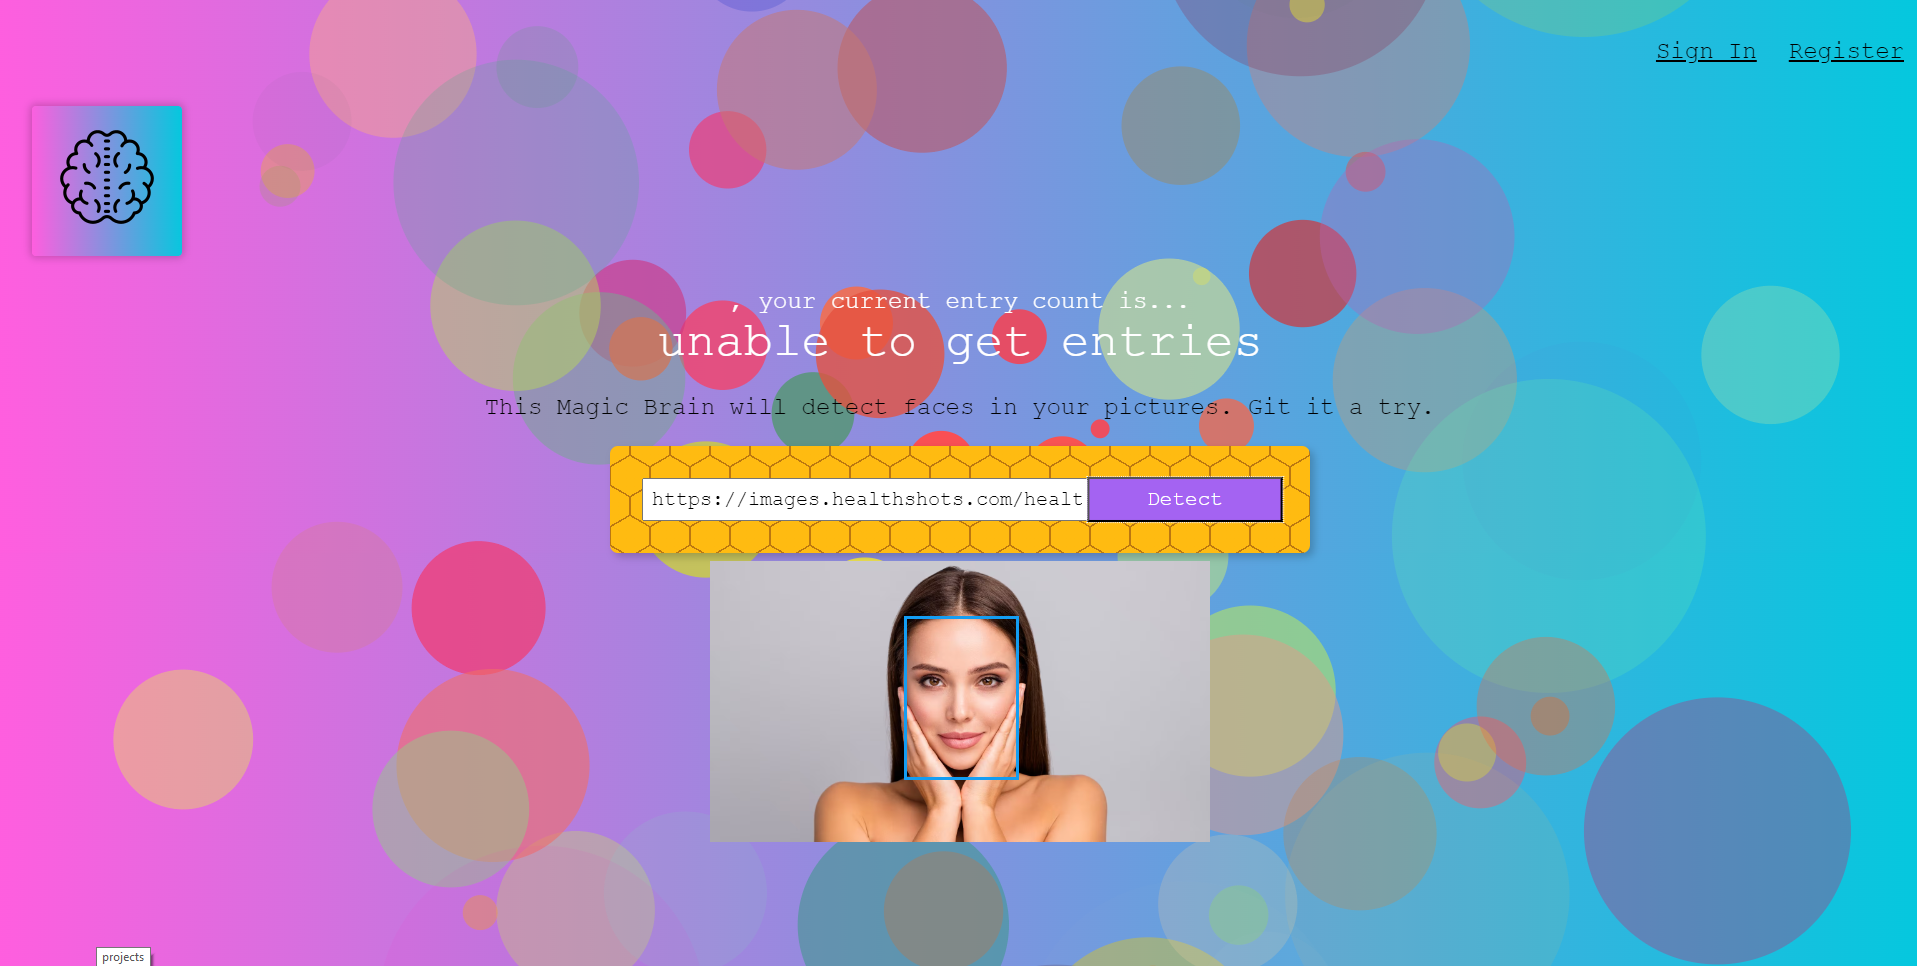 Sign In Register
, your current entry count is...
unable to get entries
This Magic Brain will detect faces in your pictures. Git it a try.
https://images.healthshots.com/healt Detect
projects